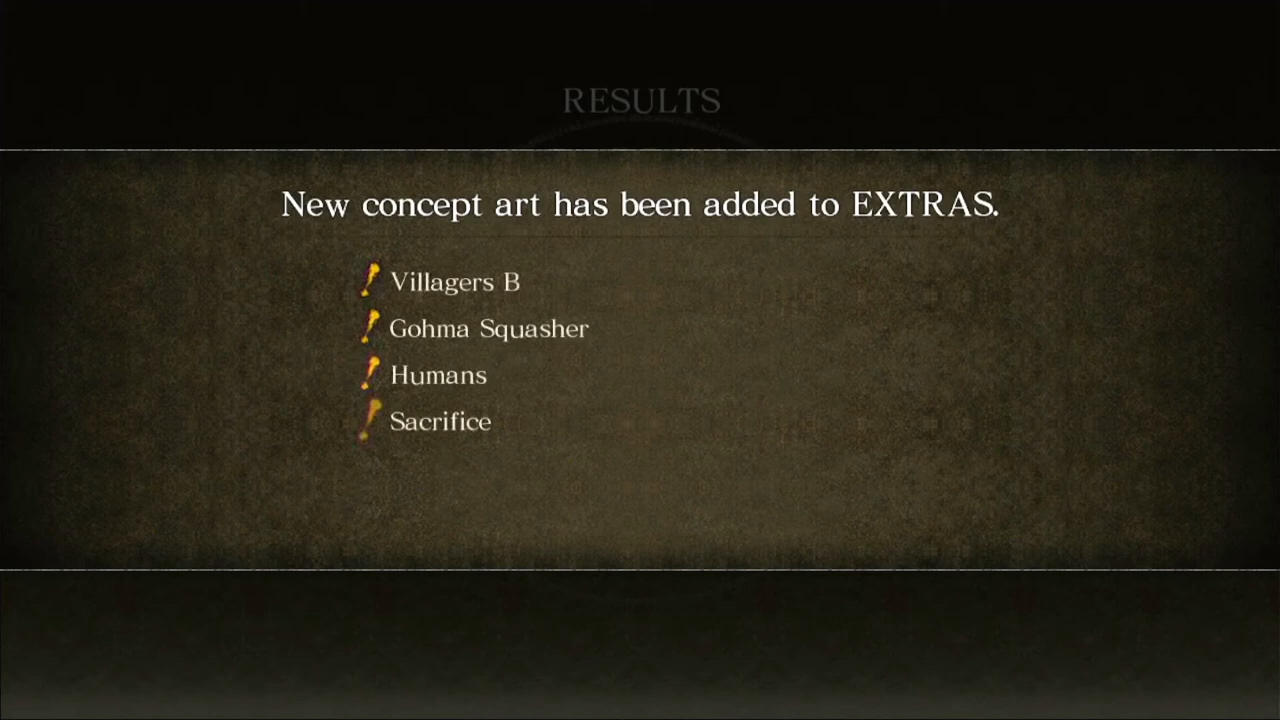 RESULTS
New concept art has been added to EXTRAS.
! Villagers B
! Gohma Squasher
! Humans
! Sacrifice